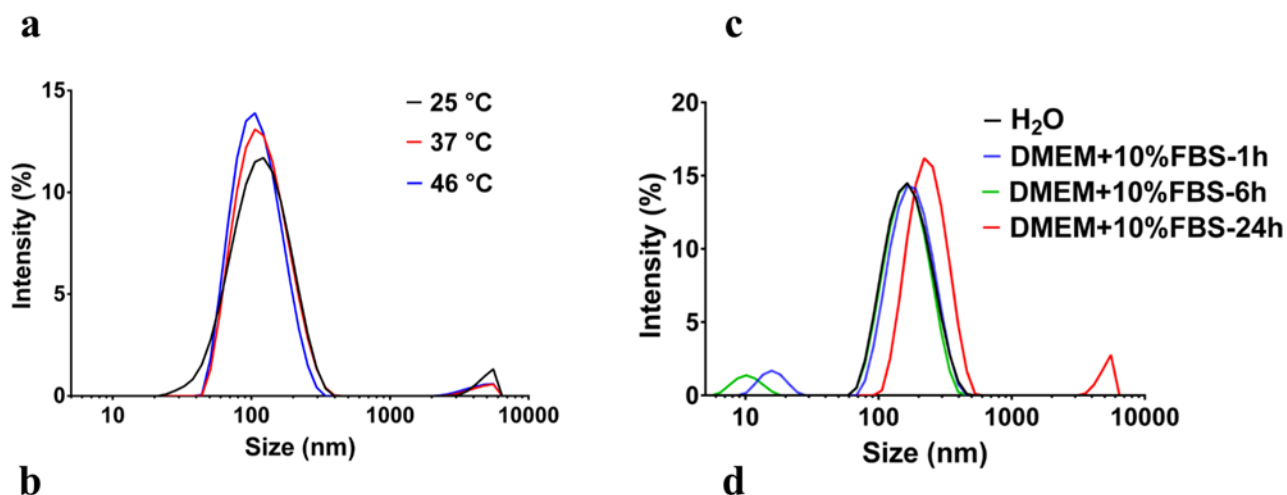 a
15
10
5
0
Intensity (%)
10 100 1000 10000
Size (nm)
25 °C
37 °C
46 °C
b
c
20
15
10
5
0
Intensity (%)
10 100 1000 10000
Size (nm)
H₂O
DMEM+10%FBS-1h
DMEM+10%FBS-6h
DMEM+10%FBS-24h
d